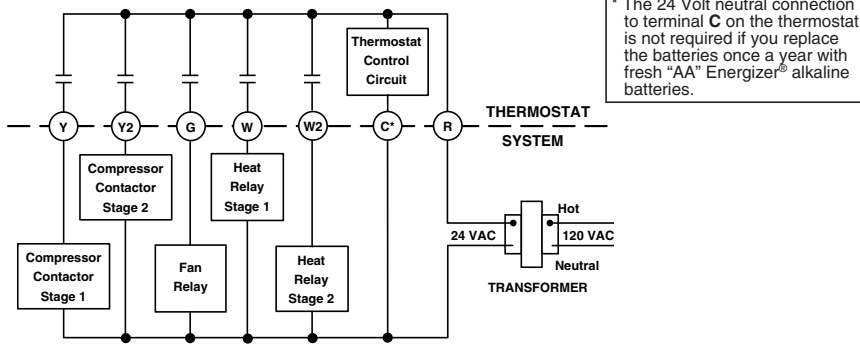 * The 24 Volt neutral connection
to terminal C on the thermostat
is not required if you replace
the batteries once a year with
fresh “AA” Energizer® alkaline
batteries.
Thermostat
Control
Circuit
THERMOSTAT
Y
Y2
G
W
W2
C*
R
SYSTEM
Compressor
Contactor
Stage 2
Heat
Relay
Stage 1
Hot
24 VAC
120 VAC
Neutral
TRANSFORMER
Compressor
Contactor
Stage 1
Fan
Relay
Heat
Relay
Stage 2